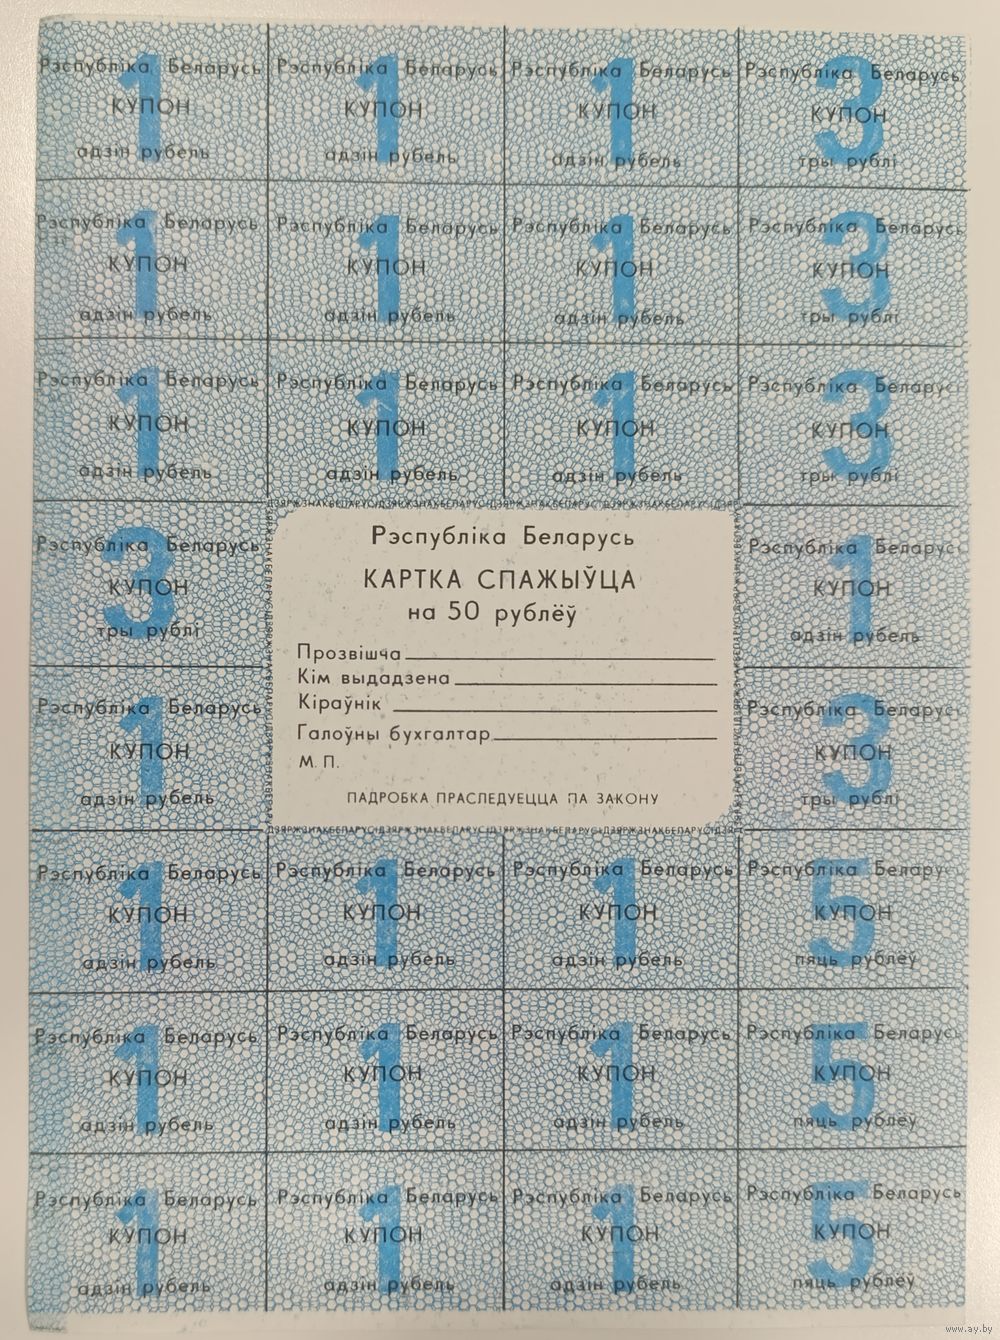 Рэспубліка Беларусь Рэспубліка Беларусь Рэспубліка Беларусь Рэспубліка Беларусь
1 1 1 3
КУПОН КУПОН КУПОН КУПОН
адзін рубель адзін рубель адзін рубель тры рублі
Рэспубліка Беларусь Рэспубліка Беларусь Рэспубліка Беларусь Рэспубліка Беларусь
1 1 1 3
КУПОН КУПОН КУПОН КУПОН
адзін рубель адзін рубель адзін рубель тры рублі
Рэспубліка Беларусь Рэспубліка Беларусь Рэспубліка Беларусь Рэспубліка Беларусь
1 1 1 3
КУПОН КУПОН КУПОН КУПОН
адзін рубель адзін рубель адзін рубель тры рублі
Рэспубліка Беларусь
3
КУПОН
тры рублі
Рэспубліка Беларусь
КАРТКА СПАЖЫЎЦА
на 50 рублёў
Прозвішча
Кім выдадзена
Кіраўнік
Галоўны бухгалтар
М. П.
ПАДРОБКА ПРАСЛЕДУЕЦЦА ПА ЗАКОНУ
Рэспубліка Беларусь
1
КУПОН
адзін рубель
Рэспубліка Беларусь
1
КУПОН
адзін рубель
Рэспубліка Беларусь
3
КУПОН
тры рублі
Рэспубліка Беларусь Рэспубліка Беларусь Рэспубліка Беларусь Рэспубліка Беларусь
1 1 1 5
КУПОН КУПОН КУПОН КУПОН
адзін рубель адзін рубель адзін рубель пяць рублёў
Рэспубліка Беларусь Рэспубліка Беларусь Рэспубліка Беларусь Рэспубліка Беларусь
1 1 1 5
КУПОН КУПОН КУПОН КУПОН
адзін рубель адзін рубель адзін рубель пяць рублёў
Рэспубліка Беларусь Рэспубліка Беларусь Рэспубліка Беларусь Рэспубліка Беларусь
1 1 1 5
КУПОН КУПОН КУПОН КУПОН
адзін рубель адзін рубель адзін рубель пяць рублёў
www.ay.by